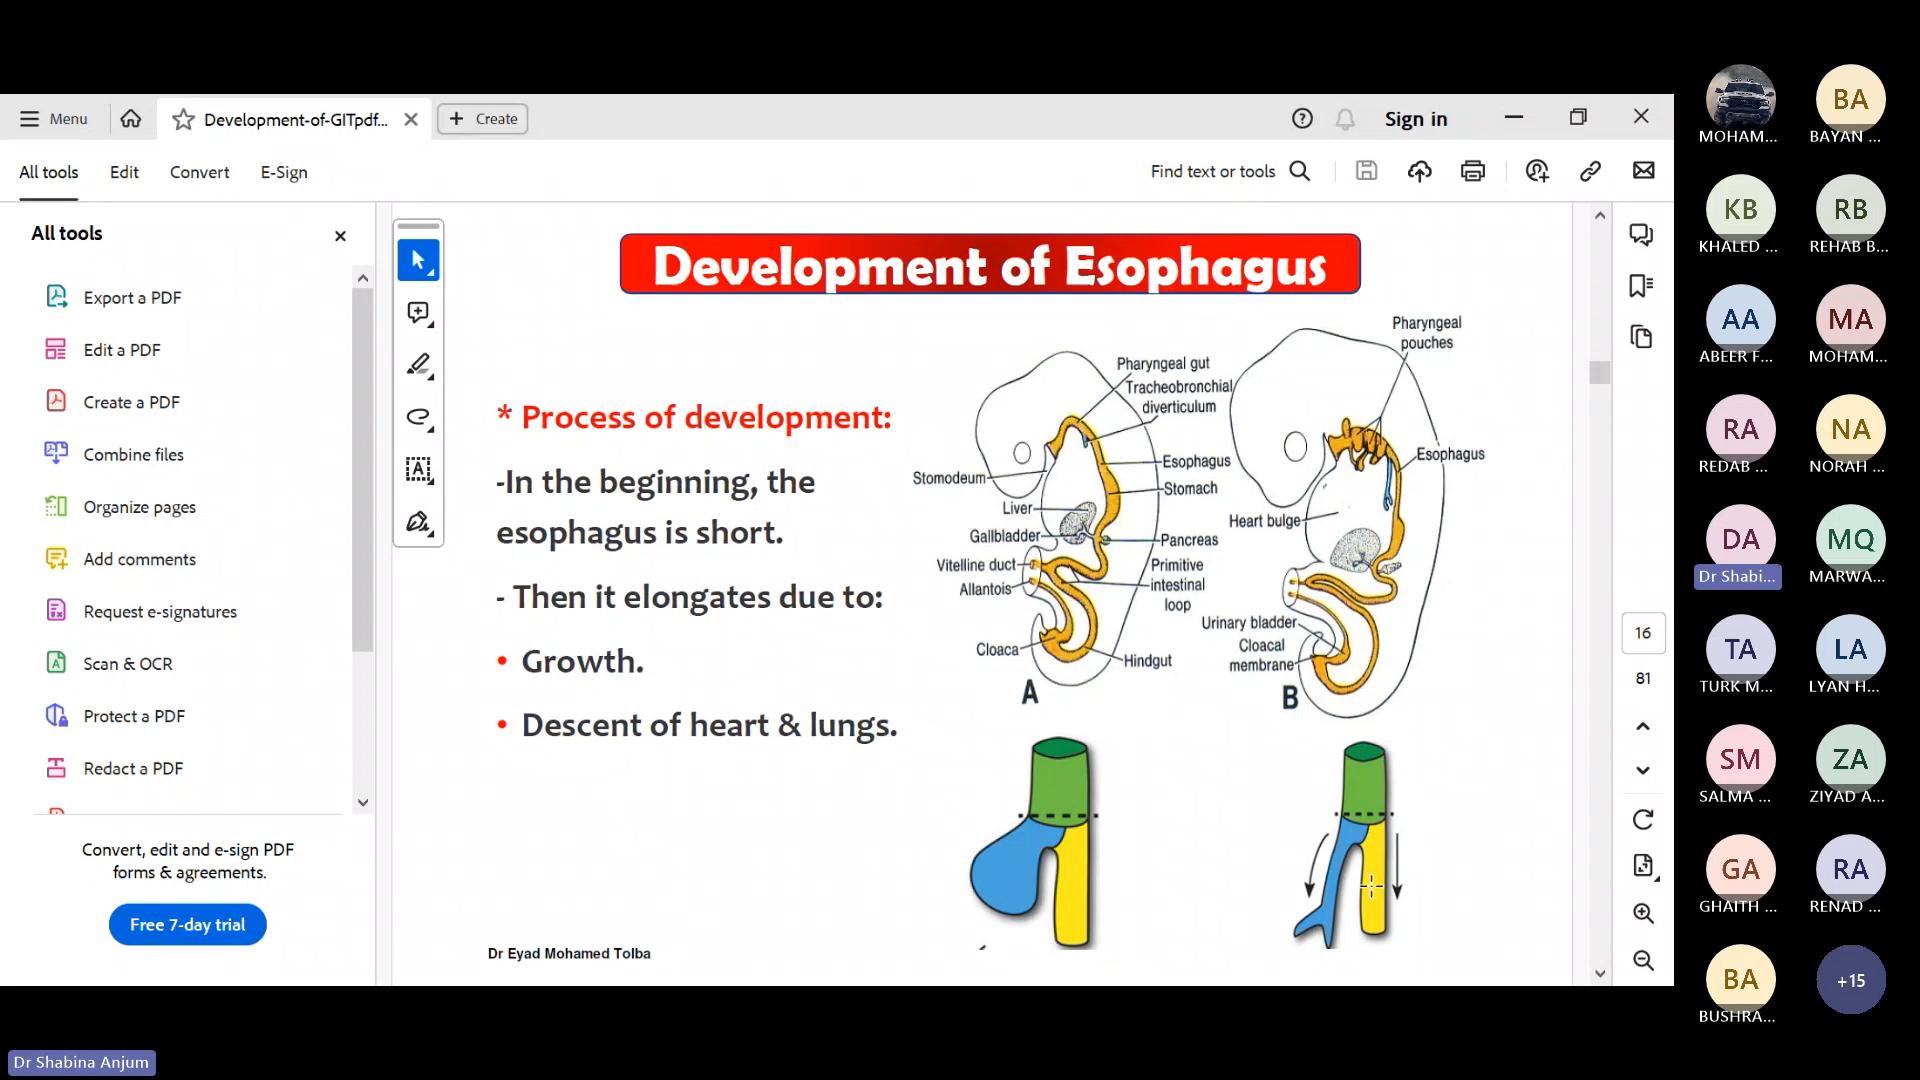 Menu
Development-of-GITpdf...
Create
Sign in
All tools
Edit
Convert
E-Sign
Find text or tools
All tools
Export a PDF
Edit a PDF
Create a PDF
Combine files
Organize pages
Add comments
Request e-signatures
Scan & OCR
Protect a PDF
Redact a PDF
Convert, edit and e-sign PDF
forms & agreements.
Free 7-day trial
Development of Esophagus
* Process of development:
-In the beginning, the
esophagus is short.
- Then it elongates due to:
• Growth.
• Descent of heart & lungs.
Pharyngeal gut
Tracheobronchial
diverticulum
Esophagus
Stomach
Stomodeum
Liver
Gallbladder
Pancreas
Vitelline duct
Allantois
Primitive
intestinal
loop
Cloaca
Hindgut
A
Pharyngeal
pouches
Esophagus
Heart bulge
Urinary bladder
Cloacal
membrane
B
Dr Eyad Mohamed Tolba
16
81
MOHAM...
BA
BAYAN ...
KB
KHALED ...
RB
REHAB B...
AA
ABEER F...
MA
MOHAM...
RA
REDAB ...
NA
NORAH ...
DA
Dr Shabi...
MQ
MARWA...
TA
TURK M...
LA
LYAN H...
SM
SALMA ...
ZA
ZIYAD A...
GA
GHAITH ...
RA
RENAD ...
BA
BUSHRA...
+15
Dr Shabina Anjum